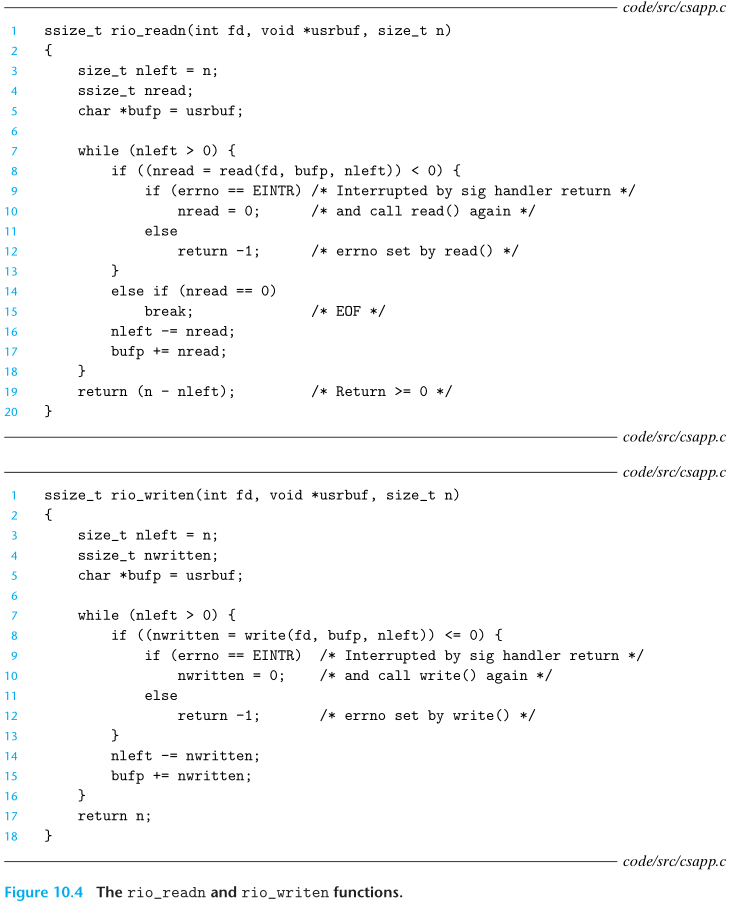 code/src/csapp.c
1 ssize_t rio_readn(int fd, void *usrbuf, size_t n)
2 {
3     size_t nleft = n;
4     ssize_t nread;
5     char *bufp = usrbuf;
6
7     while (nleft > 0) {
8         if ((nread = read(fd, bufp, nleft)) < 0) {
9             if (errno == EINTR) /* Interrupted by sig handler return */
10                 nread = 0;      /* and call read() again */
11             else
12                 return -1;      /* errno set by read() */
13         }
14         else if (nread == 0)
15             break;              /* EOF */
16         nleft -= nread;
17         bufp += nread;
18     }
19     return (n - nleft);         /* Return >= 0 */
20 }
code/src/csapp.c
code/src/csapp.c
1 ssize_t rio_writen(int fd, void *usrbuf, size_t n)
2 {
3     size_t nleft = n;
4     ssize_t nwritten;
5     char *bufp = usrbuf;
6
7     while (nleft > 0) {
8         if ((nwritten = write(fd, bufp, nleft)) <= 0) {
9             if (errno == EINTR)  /* Interrupted by sig handler return */
10                 nwritten = 0;    /* and call write() again */
11             else
12                 return -1;       /* errno set by write() */
13         }
14         nleft -= nwritten;
15         bufp += nwritten;
16     }
17     return n;
18 }
code/src/csapp.c
Figure 10.4 The rio_readn and rio_writen functions.